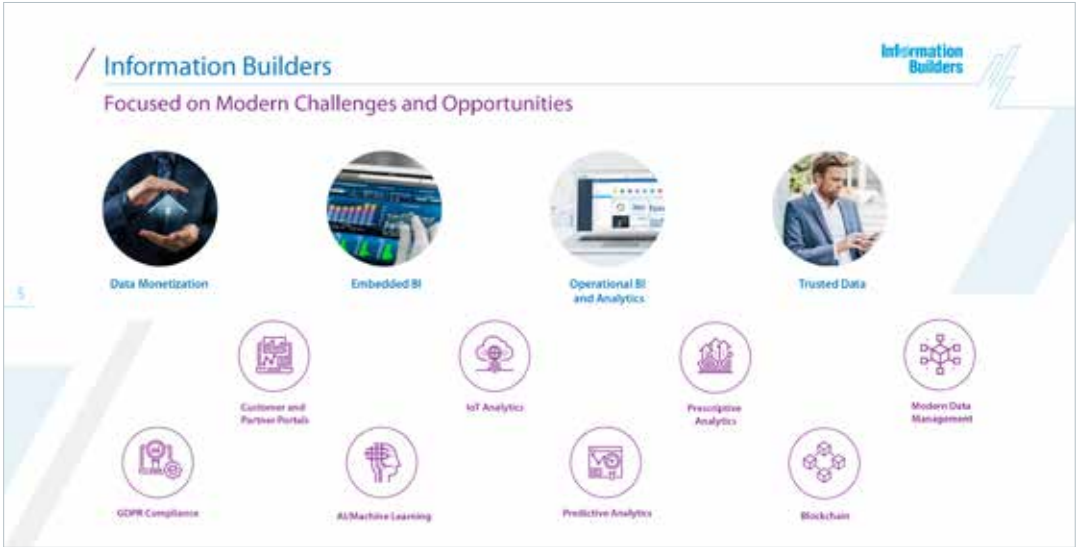 Information Builders
Information
Builders
Focused on Modern Challenges and Opportunities
Data Monetization
Embedded BI
Operational BI
and Analytics
Trusted Data
5
Customer and
Partner Portals
IoT Analytics
Prescriptive
Analytics
Modern Data
Management
GDPR Compliance
AI/Machine Learning
Predictive Analytics
Blockchain